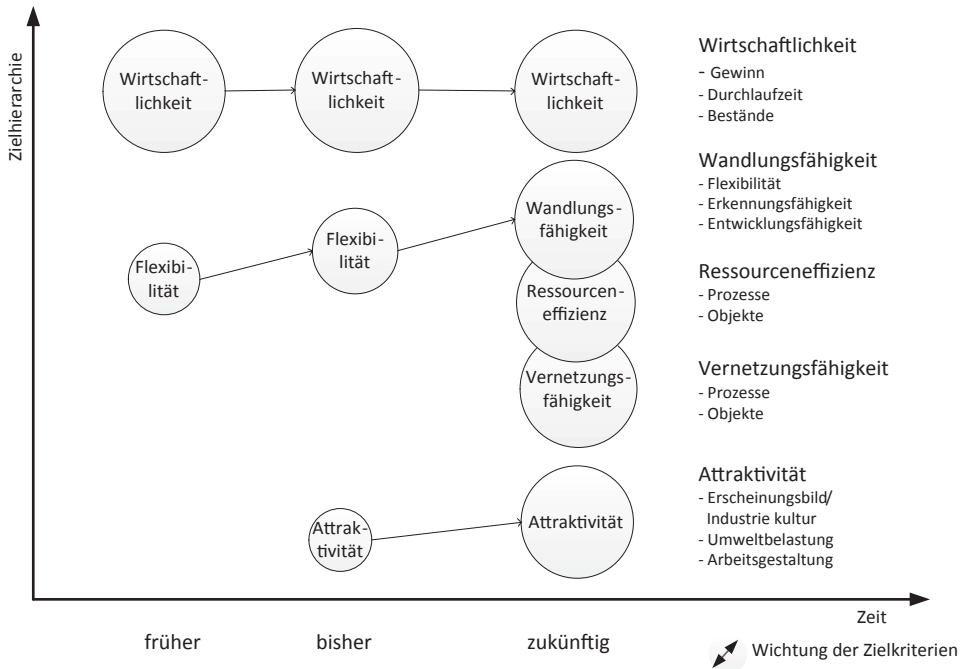 Zielhierarchie
Wirtschaft-
lichkeit
Wirtschaft-
lichkeit
Wirtschaft-
lichkeit
Flexibi-
lität
Flexibi-
lität
Wandlungs-
fähigkeit
Ressourcen-
effizienz
Vernetzungs-
fähigkeit
Attrak-
tivität
Attraktivität
Wirtschaftlichkeit
- Gewinn
- Durchlaufzeit
- Bestände
Wandlungsfähigkeit
- Flexibilität
- Erkennungsfähigkeit
- Entwicklungsfähigkeit
Ressourceneffizienz
- Prozesse
- Objekte
Vernetzungsfähigkeit
- Prozesse
- Objekte
Attraktivität
- Erscheinungsbild/
Industrie kultur
- Umweltbelastung
- Arbeitsgestaltung
Zeit
früher
bisher
zukünftig
Wichtung der Zielkriterien